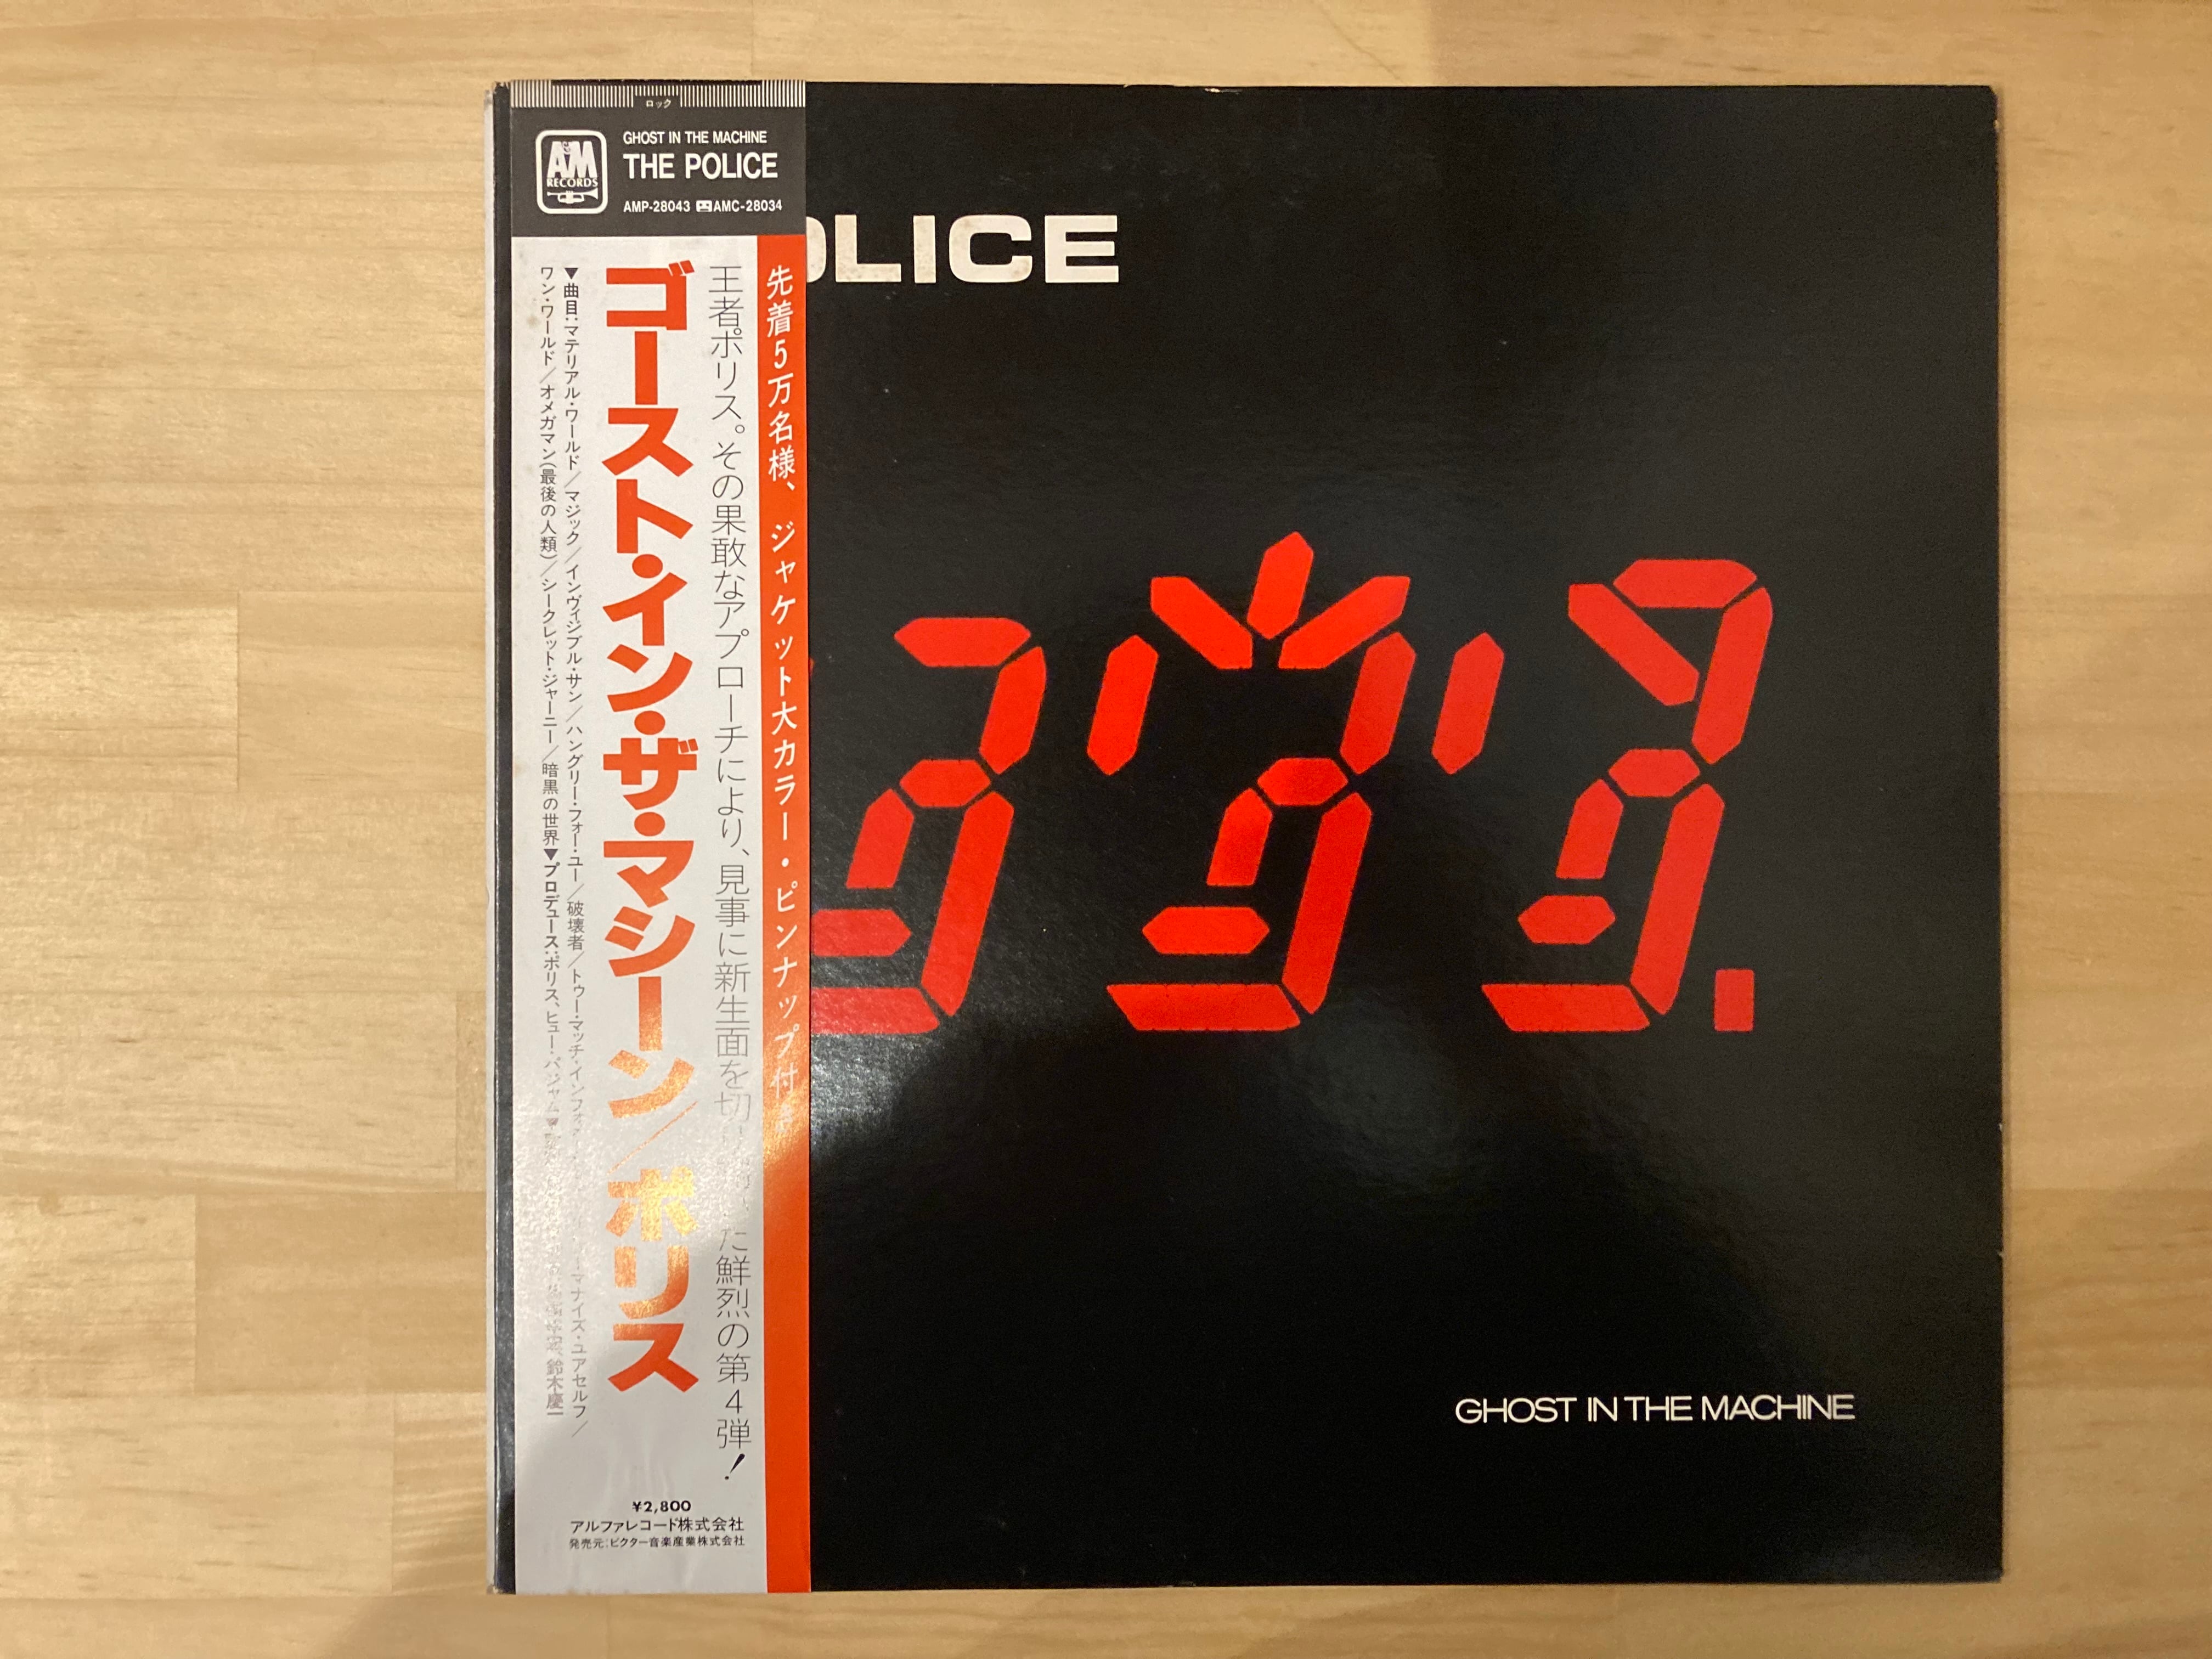 ロック
A&M
RECORDS
GHOST IN THE MACHINE
THE POLICE
AMP-28043 AMC-28034
OLICE
先着5万名様、ジャケット大カラー・ピンナップ付
王者ポリス。その果敢なアプローチにより、見事に新生面を切 た鮮烈の第4弾!
ゴースト・イン・ザ・マシーン/ポリス
▼曲目:マテリアル・ワールド/マジック/インヴィジブル・サン/ハングリー・フォー・ユー/破壊者/トゥー・マッチ・インフォ マナイズ・ユアセルフ/
ワン・ワールド/オメガマン(最後の人類)/シークレット・ジャーニー/暗黒の世界▼プロデュース:ポリス、ヒュー・パジャム 鈴木慶一
¥2,800
アルファレコード株式会社
発売元:ビクター音楽産業株式会社
GHOST IN THE MACHINE